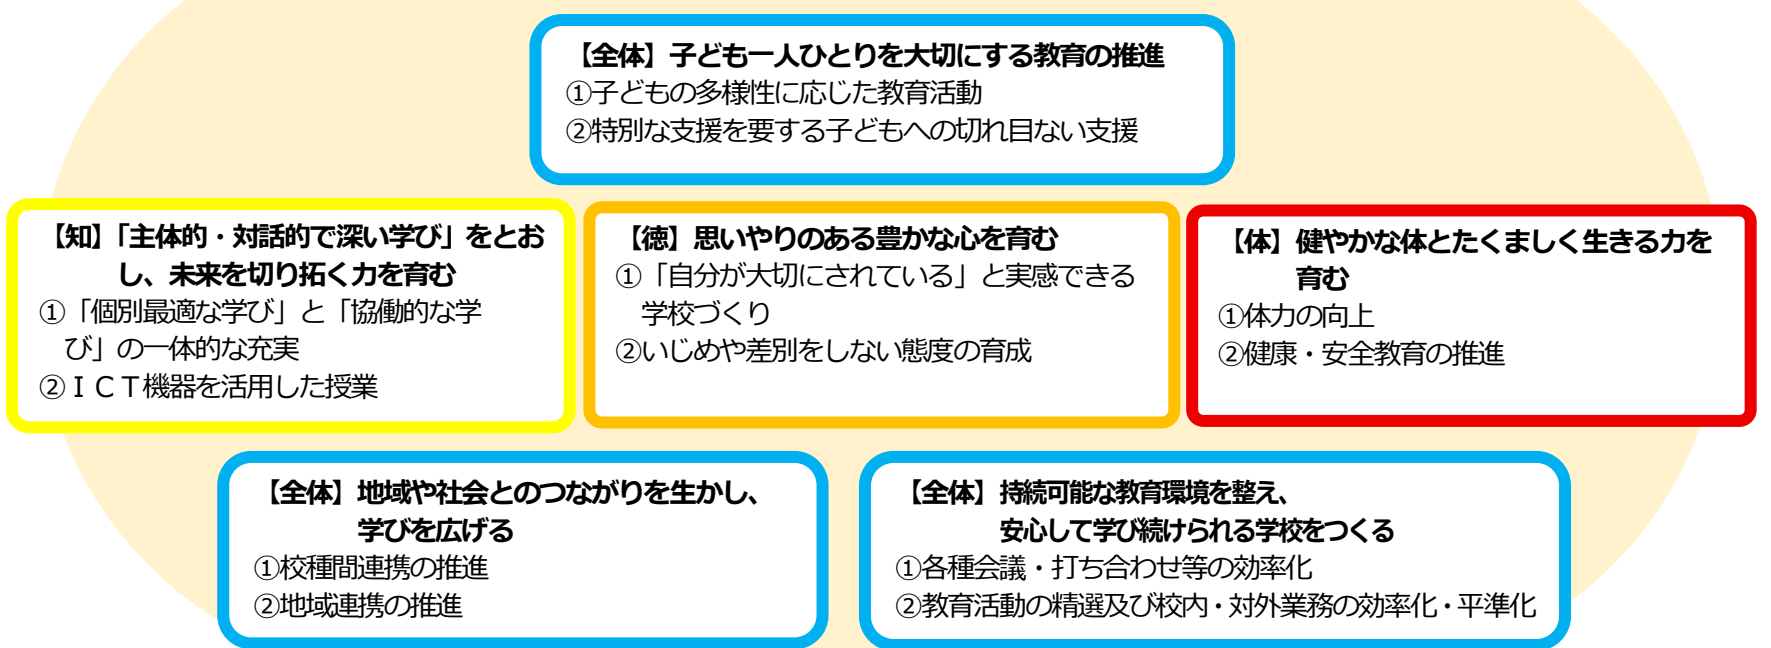 【全体】子ども一人ひとりを大切にする教育の推進
①子どもの多様性に応じた教育活動
②特別な支援を要する子どもへの切れ目ない支援
【知】「主体的・対話的で深い学び」をとお
し、未来を切り拓く力を育む
①「個別最適な学び」と「協働的な学
び」の一体的な充実
②ＩＣＴ機器を活用した授業
【徳】思いやりのある豊かな心を育む
①「自分が大切にされている」と実感できる
学校づくり
②いじめや差別をしない態度の育成
【体】健やかな体とたくましく生きる力を
育む
①体力の向上
②健康・安全教育の推進
【全体】地域や社会とのつながりを生かし、
学びを広げる
①校種間連携の推進
②地域連携の推進
【全体】持続可能な教育環境を整え、
安心して学び続けられる学校をつくる
①各種会議・打ち合わせ等の効率化
②教育活動の精選及び校内・対外業務の効率化・平準化